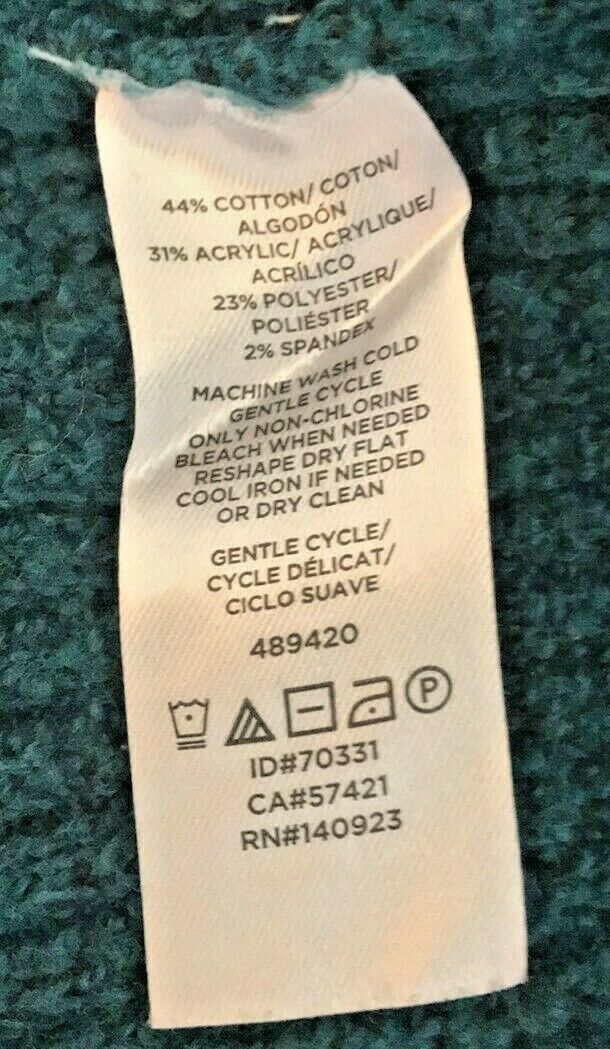 44% COTTON/ COTON/
ALGODÓN
31% ACRYLIC/ ACRYLIQUE/
ACRÍLICO
23% POLYESTER/
POLIÉSTER
2% SPANDEX
MACHINE WASH COLD
GENTLE CYCLE
ONLY NON-CHLORINE
BLEACH WHEN NEEDED
RESHAPE DRY FLAT
COOL IRON IF NEEDED
OR DRY CLEAN
GENTLE CYCLE/
CYCLE DÉLICAT/
CICLO SUAVE
489420
P
ID#70331
CA#57421
RN#140923